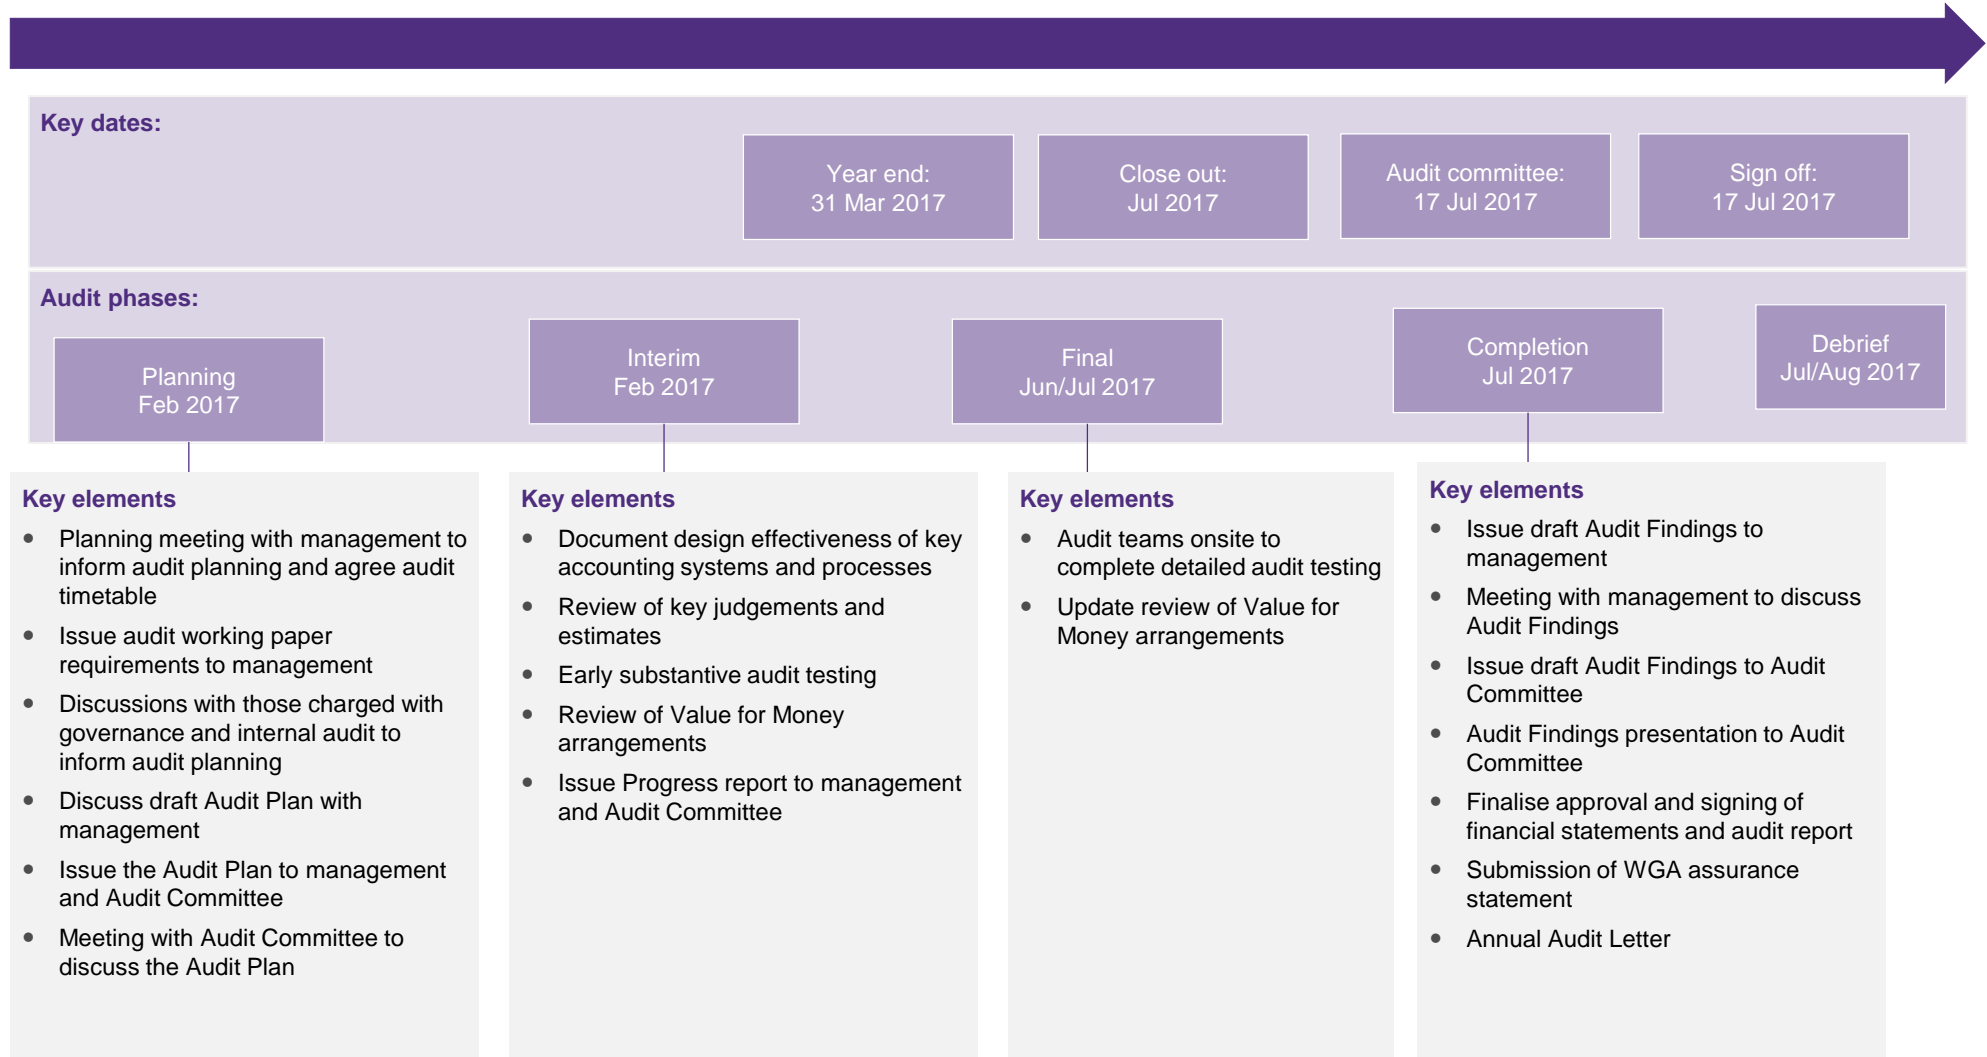 Key dates:
Year end:
31 Mar 2017
Close out:
Jul 2017
Audit committee:
17 Jul 2017
Sign off:
17 Jul 2017
Audit phases:
Planning
Feb 2017
Interim
Feb 2017
Final
Jun/Jul 2017
Completion
Jul 2017
Debrief
Jul/Aug 2017
Key elements
• Planning meeting with management to
inform audit planning and agree audit
timetable
• Issue audit working paper
requirements to management
• Discussions with those charged with
governance and internal audit to
inform audit planning
• Discuss draft Audit Plan with
management
• Issue the Audit Plan to management
and Audit Committee
• Meeting with Audit Committee to
discuss the Audit Plan
Key elements
• Document design effectiveness of key
accounting systems and processes
• Review of key judgements and
estimates
• Early substantive audit testing
• Review of Value for Money
arrangements
• Issue Progress report to management
and Audit Committee
Key elements
• Audit teams onsite to
complete detailed audit testing
• Update review of Value for
Money arrangements
Key elements
• Issue draft Audit Findings to
management
• Meeting with management to discuss
Audit Findings
• Issue draft Audit Findings to Audit
Committee
• Audit Findings presentation to Audit
Committee
• Finalise approval and signing of
financial statements and audit report
• Submission of WGA assurance
statement
• Annual Audit Letter